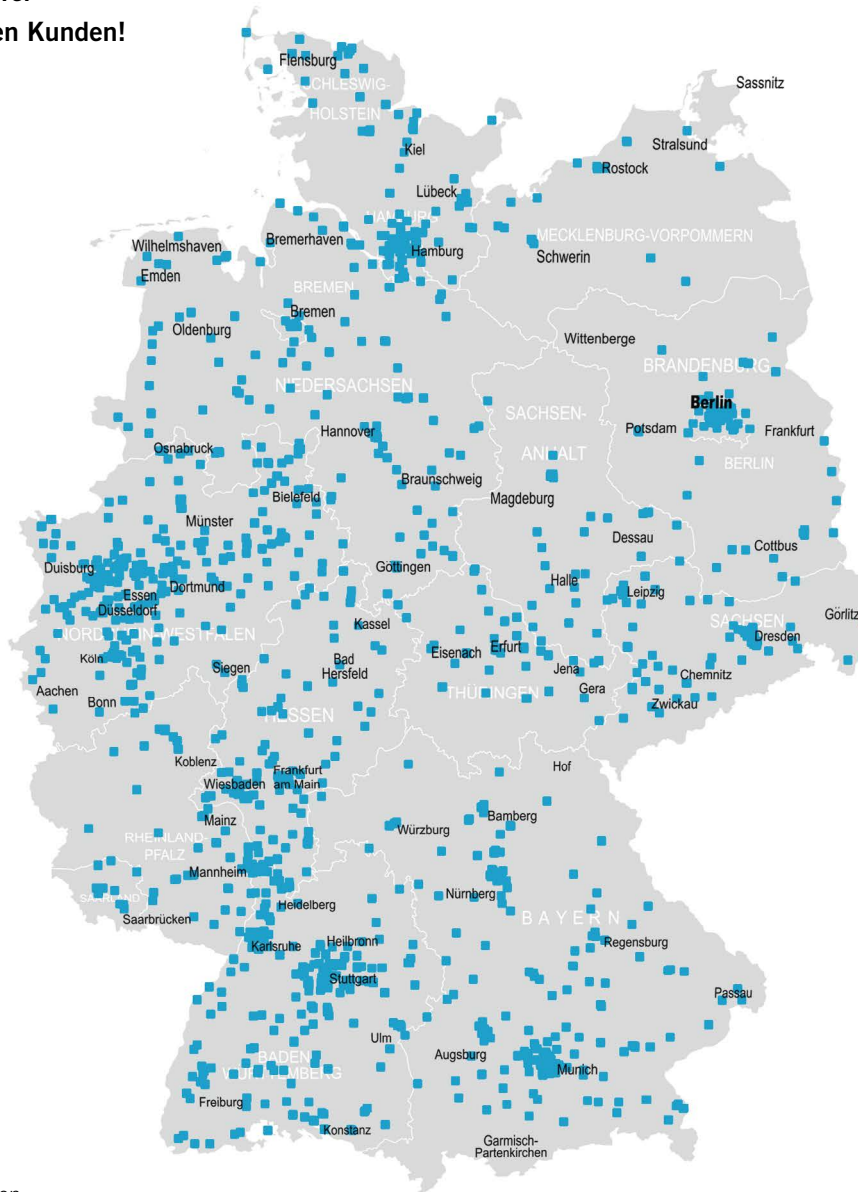 en Kunden!
Flensburg
Sassnitz
SCHLESWIG-
HOLSTEIN
Stralsund
Kiel
Rostock
Lübeck
HAMBURG
Wilhelmshaven
Bremerhaven
Hamburg
MECKLENBURG-VORPOMMERN
Schwerin
Emden
BREMEN
Bremen
Oldenburg
Wittenberge
BRANDENBURG
NIEDERSACHSEN
SACHSEN-
ANHALT
Berlin
Hannover
Potsdam
Frankfurt
Osnabruck
BERLIN
Braunschweig
Bielefeld
Magdeburg
Münster
Dessau
Cottbus
Duisburg
Göttingen
Halle
Essen
Dortmund
Leipzig
Düsseldorf
Kassel
SACHSEN
Görlitz
NORDRHEIN-WESTFALEN
Dresden
Köln
Eisenach
Erfurt
Siegen
Bad
Hersfeld
Jena
Chemnitz
Aachen
Bonn
THÜRINGEN
Gera
Zwickau
HESSEN
Koblenz
Hof
Wiesbaden
Frankfurt
am Main
Mainz
Bamberg
Würzburg
RHEINLAND-
PFALZ
Mannheim
SAARLAND
Nürnberg
Heidelberg
BAYERN
Saarbrücken
Karlsruhe
Heilbronn
Regensburg
Stuttgart
Passau
Ulm
Augsburg
BADEN
WÜRTTEMBERG
Munich
Freiburg
Konstanz
Garmisch-
Partenkirchen